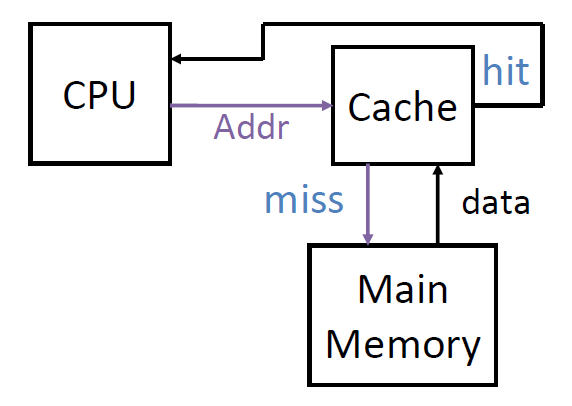 CPU
Addr
Cache
hit
miss
data
Main
Memory